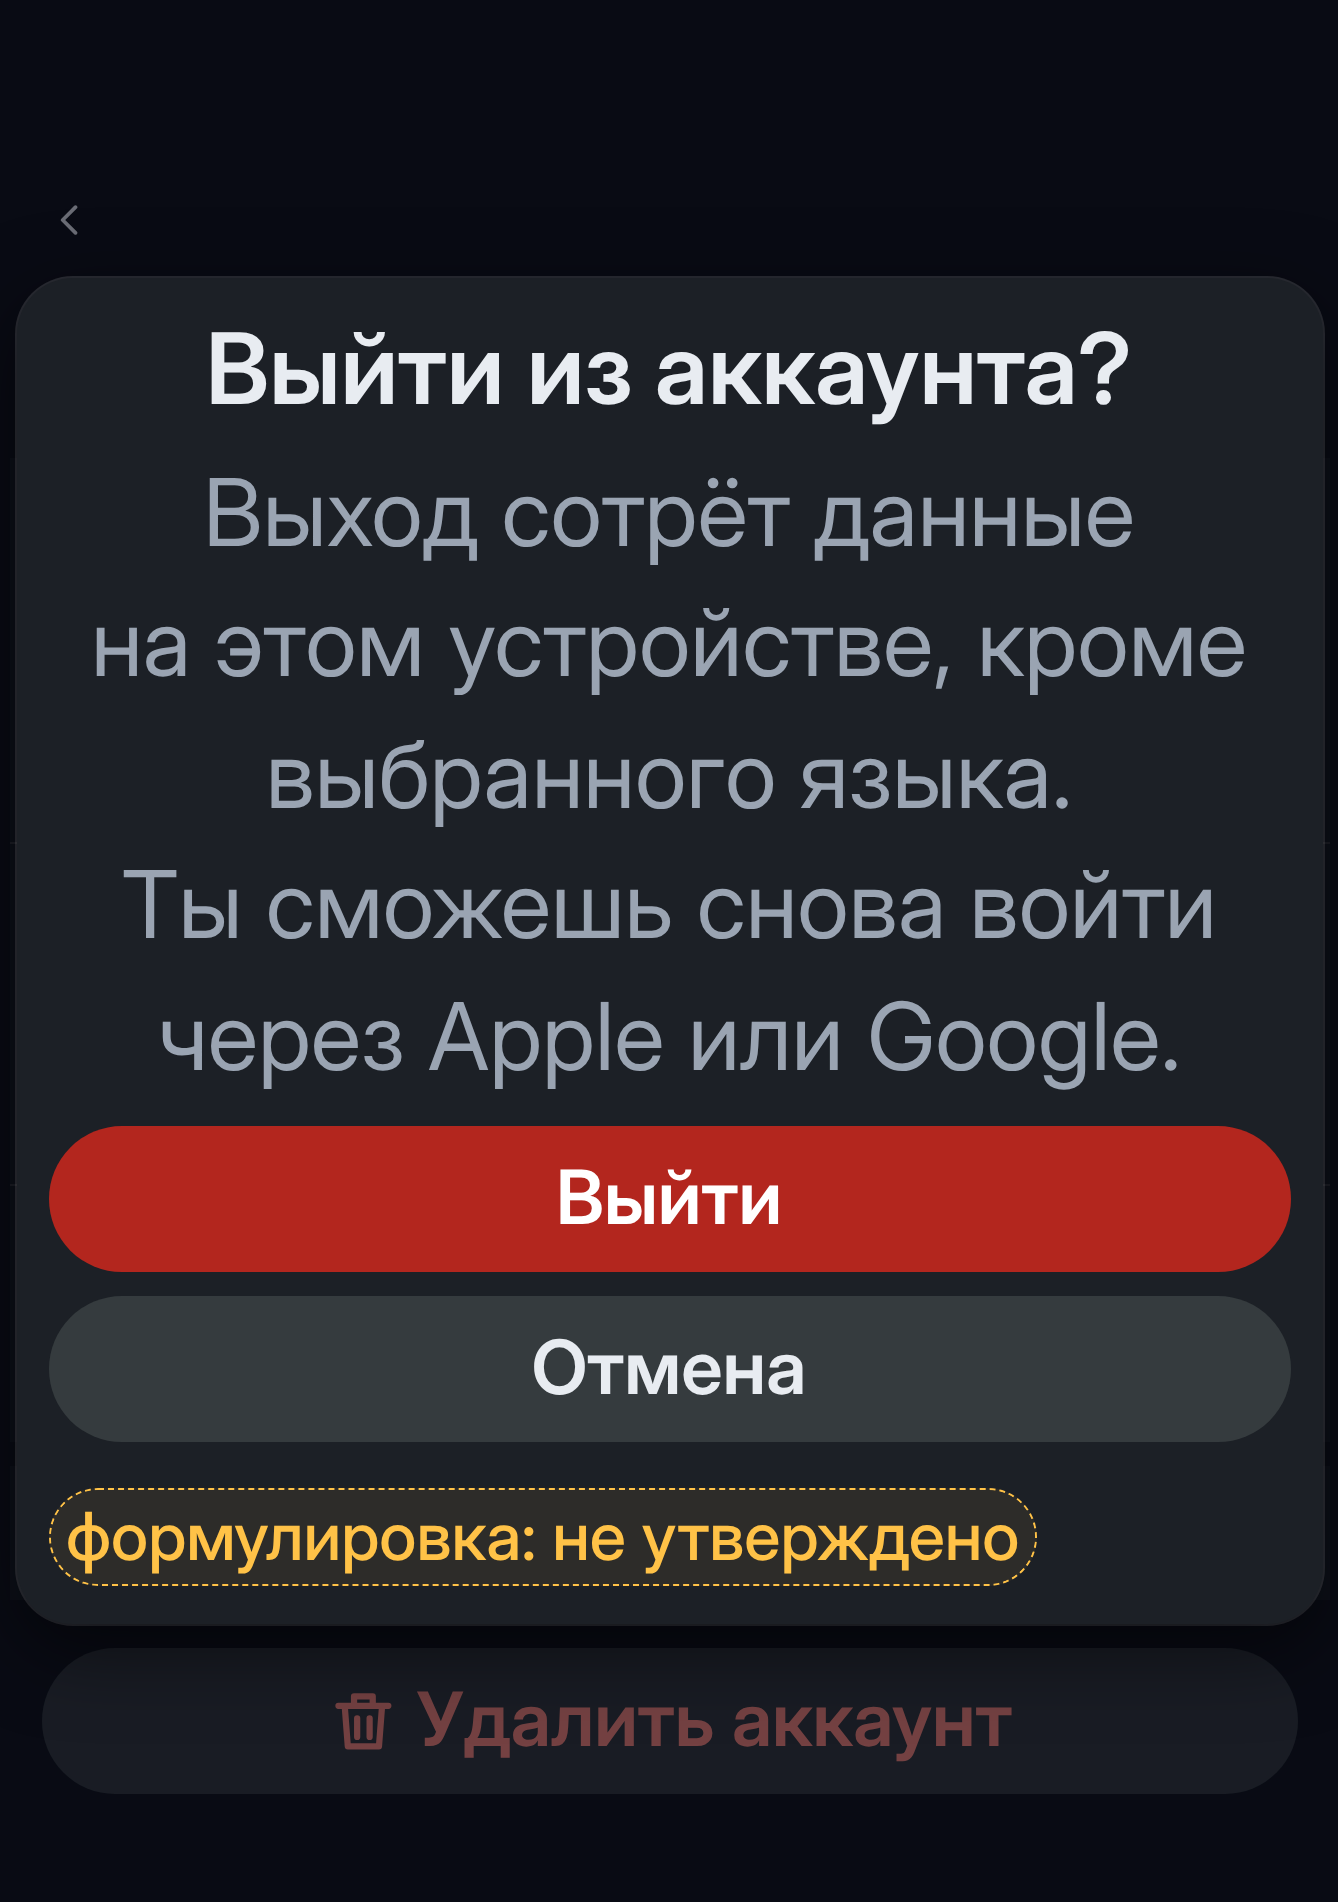 Выйти из аккаунта?
Выход сотрёт данные
на этом устройстве, кроме
выбранного языка.
Ты сможешь снова войти
через Apple или Google.
Выйти
Отмена
формулировка: не утверждено
Удалить аккаунт